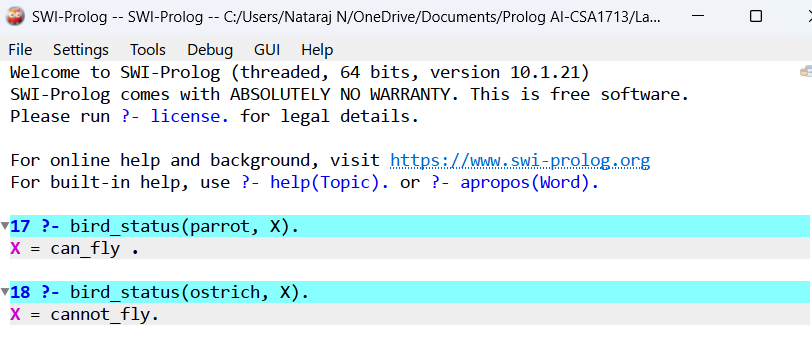 SWI-Prolog -- SWI-Prolog -- C:/Users/Nataraj N/OneDrive/Documents/Prolog AI-CSA1713/La...
File Settings Tools Debug GUI Help
Welcome to SWI-Prolog (threaded, 64 bits, version 10.1.21)
SWI-Prolog comes with ABSOLUTELY NO WARRANTY. This is free software.
Please run ?- license. for legal details.
For online help and background, visit https://www.swi-prolog.org
For built-in help, use ?- help(Topic). or ?- apropos(Word).
17 ?- bird_status(parrot, X).
X = can_fly .
18 ?- bird_status(ostrich, X).
X = cannot_fly.